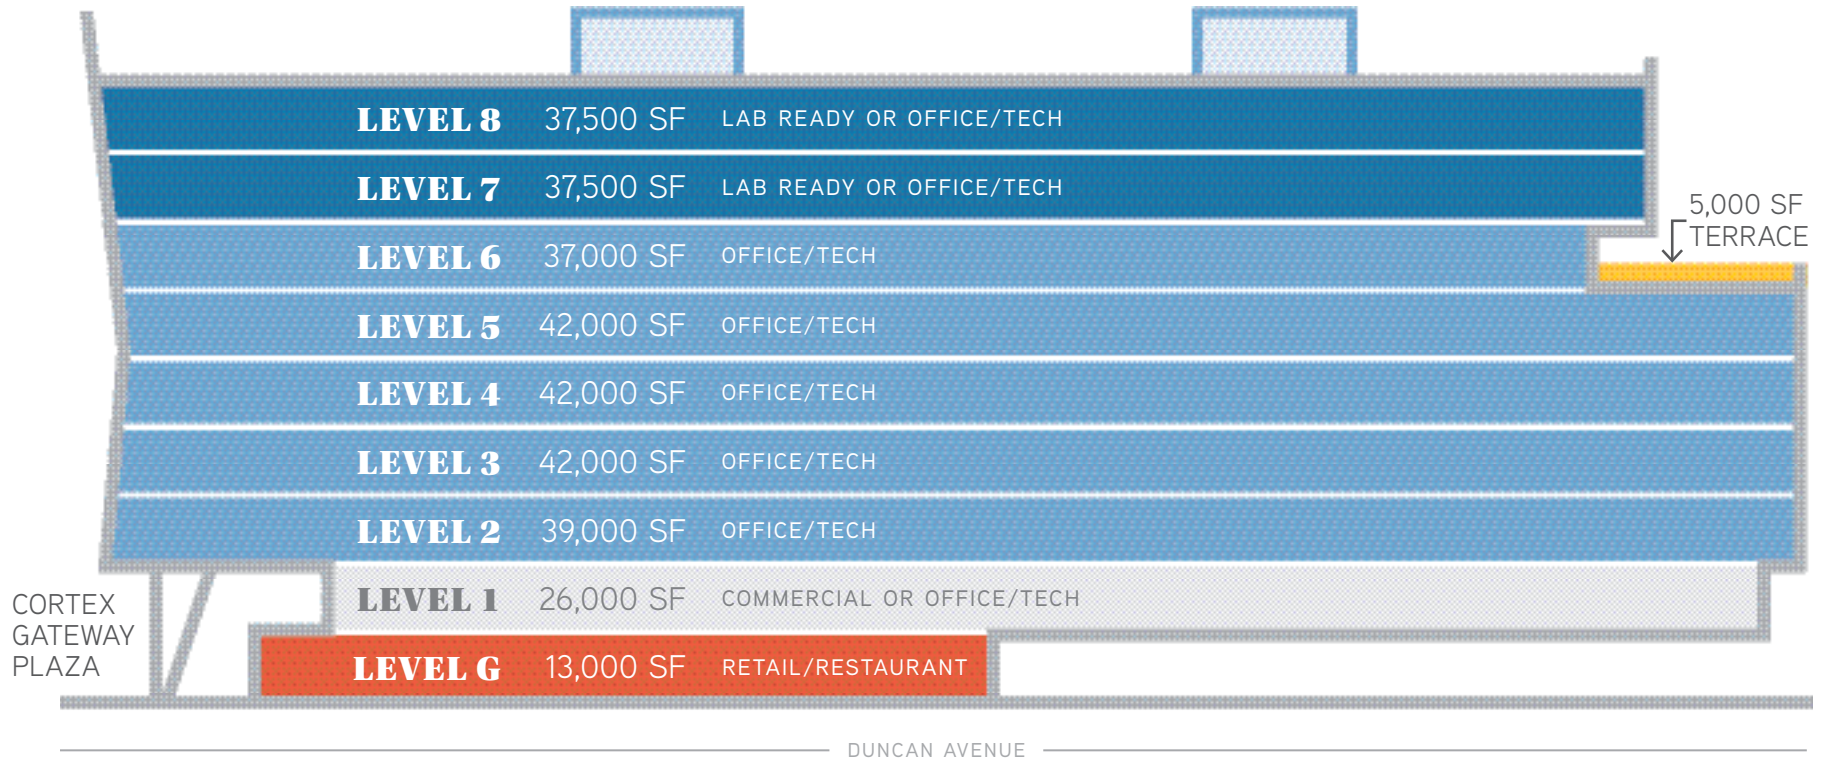 LEVEL 8 37,500 SF LAB READY OR OFFICE/TECH
LEVEL 7 37,500 SF LAB READY OR OFFICE/TECH
5,000 SF
TERRACE
LEVEL 6 37,000 SF OFFICE/TECH
LEVEL 5 42,000 SF OFFICE/TECH
LEVEL 4 42,000 SF OFFICE/TECH
LEVEL 3 42,000 SF OFFICE/TECH
LEVEL 2 39,000 SF OFFICE/TECH
LEVEL 1 26,000 SF COMMERCIAL OR OFFICE/TECH
CORTEX
GATEWAY
PLAZA
LEVEL G 13,000 SF RETAIL/RESTAURANT
DUNCAN AVENUE